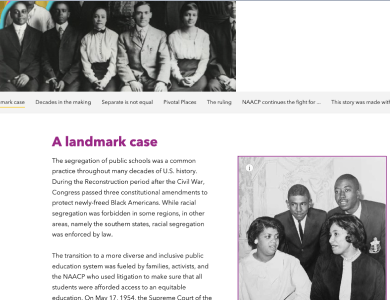 mark case Decades in the making Separate is not equal Pivotal Places The ruling NAACP continues the fight for ... This story was made with
A landmark case
The segregation of public schools was a common
practice throughout many decades of U.S. history.
During the Reconstruction period after the Civil War,
Congress passed three constitutional amendments to
protect newly-freed Black Americans. While racial
segregation was forbidden in some regions, in other
areas, namely the southern states, racial segregation
was enforced by law.
The transition to a more diverse and inclusive public
education system was fueled by families, activists, and
the NAACP who used litigation to make sure that all
students were afforded access to an equitable
education. On May 17, 1954, the Supreme Court of the